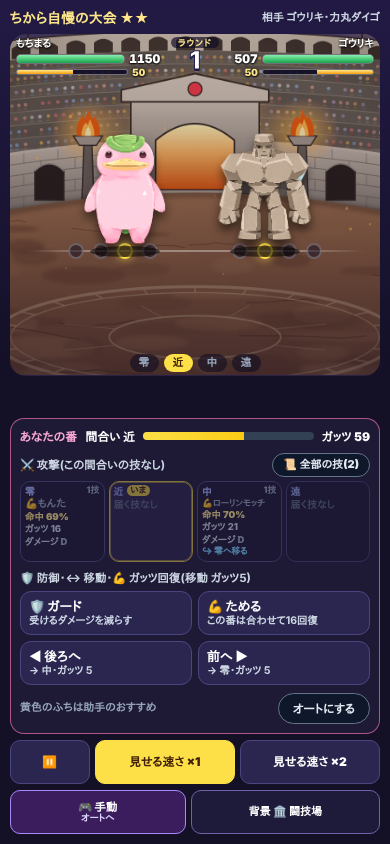 ちから自慢の大会 ★★
相手 ゴウリキ・力丸ダイゴ
もちまる
ラウンド
ゴウリキ
1150
1
507
50
50
零 近 中 遠
あなたの番 間合い 近 ガッツ 59
⚔️ 攻撃(この間合いの技なし)
📜 全部の技(2)
零 1技
💪もんた
命中 69%
ガッツ 16
ダメージ D
近 いま
届く技なし
中 1技
💪ローリンモッチ
命中 70%
ガッツ 21
ダメージ D
↪ 零へ移る
遠
届く技なし
🛡️ 防御・↔ 移動・💪 ガッツ回復(移動 ガッツ5)
🛡️ ガード
受けるダメージを減らす
💪 ためる
この番は合わせて16回復
◀ 後ろへ
→ 中・ガッツ 5
前へ ▶
→ 零・ガッツ 5
黄色のふちは助手のおすすめ
オートにする
⏸️
見せる速さ ×1
見せる速さ ×2
🎮 手動
オートへ
背景 🏛️ 闘技場